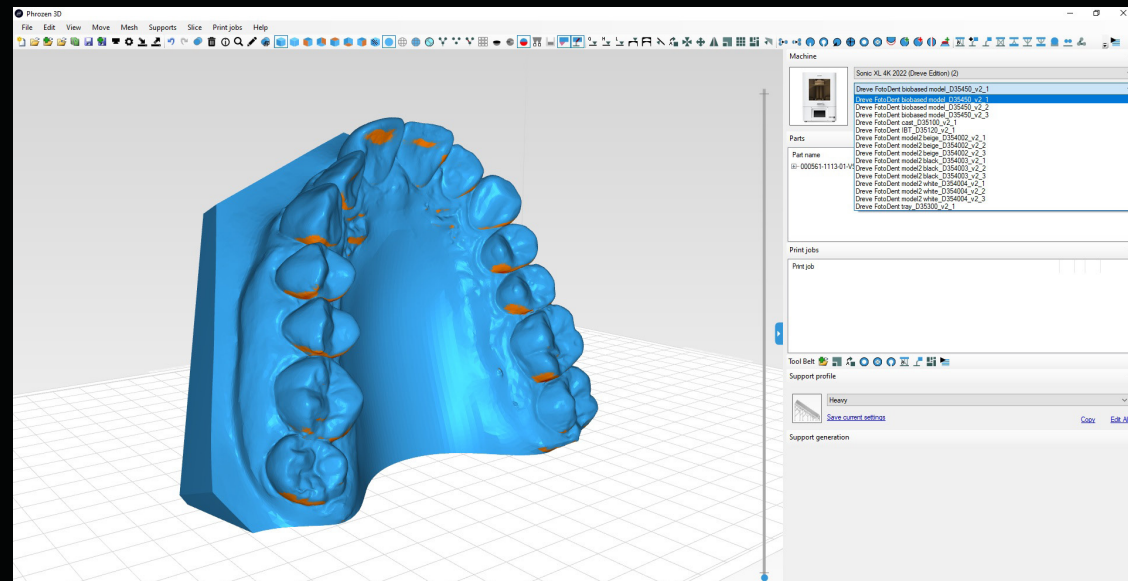 Phrozen 3D
File Edit View Move Mesh Supports Slice Print jobs Help
Machine
Sonic XL 4K 2022 (Dreve Edition) (2)
Dreve FotoDent biobased model_D35450_v2_1
Dreve FotoDent biobased model_D35450_v2_1
Dreve FotoDent biobased model_D35450_v2_2
Dreve FotoDent biobased model_D35450_v2_3
Dreve FotoDent cast_D35100_v2_1
Dreve FotoDent IBT_D35120_v2_1
Dreve FotoDent model2 beige_D354002_v2_1
Dreve FotoDent model2 beige_D354002_v2_2
Dreve FotoDent model2 beige_D354002_v2_3
Dreve FotoDent model2 black_D354003_v2_1
Dreve FotoDent model2 black_D354003_v2_2
Dreve FotoDent model2 black_D354003_v2_3
Dreve FotoDent model2 white_D354004_v2_1
Dreve FotoDent model2 white_D354004_v2_2
Dreve FotoDent model2 white_D354004_v2_3
Dreve FotoDent tray_D35300_v2_1
Parts
Part name
000561-1113-01-VS
Print jobs
Print job
Tool Belt
Support profile
Heavy
Save current settings
Copy Edit All
Support generation